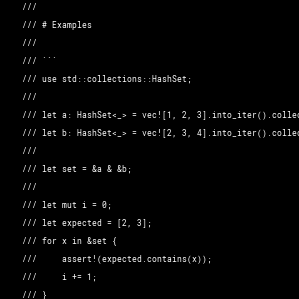 ///
/// # Examples
///
/// ```
/// use std::collections::HashSet;
///
/// let a: HashSet<_> = vec![1, 2, 3].into_iter().collec
/// let b: HashSet<_> = vec![2, 3, 4].into_iter().collec
///
/// let set = &a & &b;
///
/// let mut i = 0;
/// let expected = [2, 3];
/// for x in &set {
///     assert!(expected.contains(x));
///     i += 1;
/// }